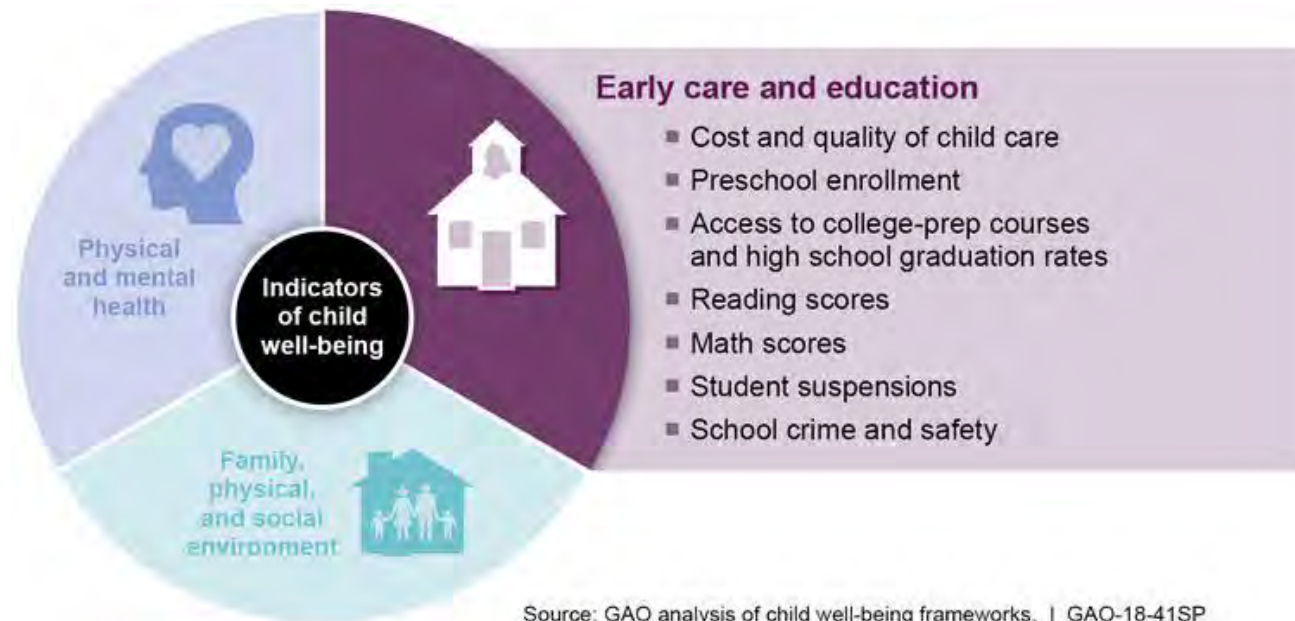 Physical
and mental
health
Indicators
of child
well-being
Family,
physical,
and social
environment
Early care and education
Cost and quality of child care
Preschool enrollment
Access to college-prep courses
and high school graduation rates
Reading scores
Math scores
Student suspensions
School crime and safety
Source: GAO analysis of child well-being frameworks. | GAO-18-41SP